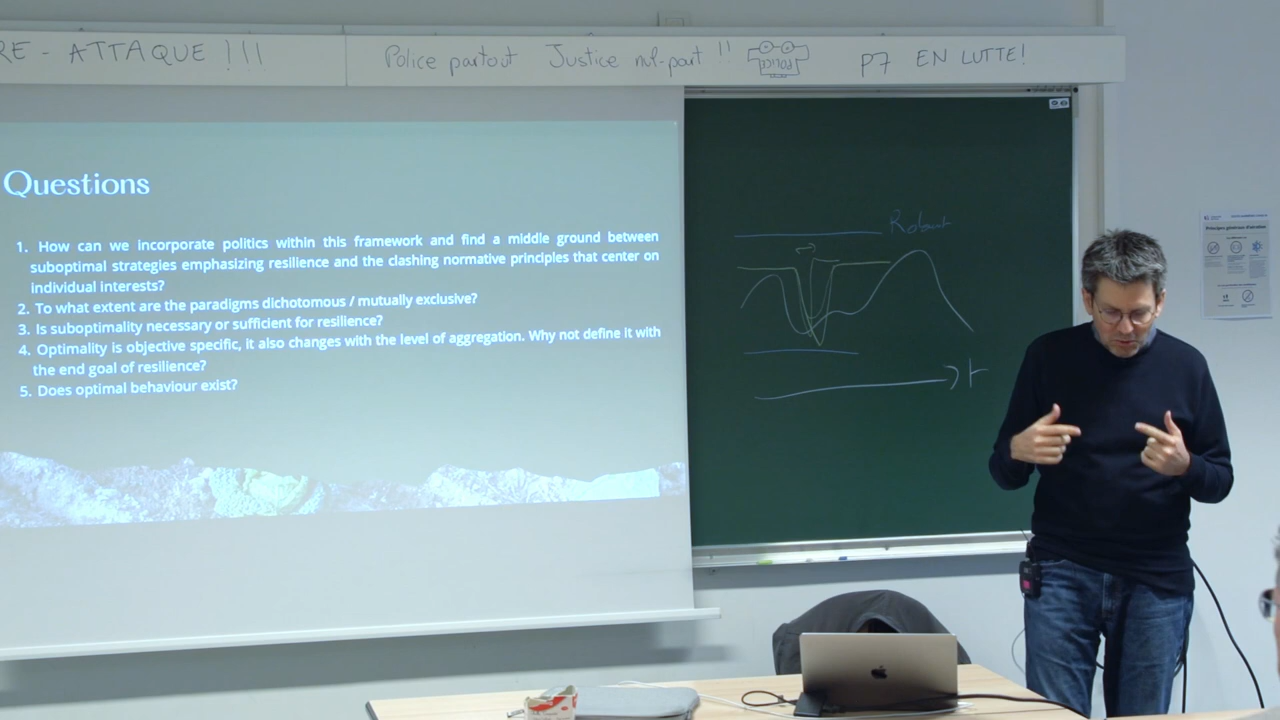 RE - ATTAQUE !!!
Police partout Justice nul-part !!
POLICE
P7 EN LUTTE!
Questions
1. How can we incorporate politics within this framework and find a middle ground between
suboptimal strategies emphasizing resilience and the clashing normative principles that center on
individual interests?
2. To what extent are the paradigms dichotomous / mutually exclusive?
3. Is suboptimality necessary or sufficient for resilience?
4. Optimality is objective specific, it also changes with the level of aggregation. Why not define it with
the end goal of resilience?
5. Does optimal behaviour exist?
t